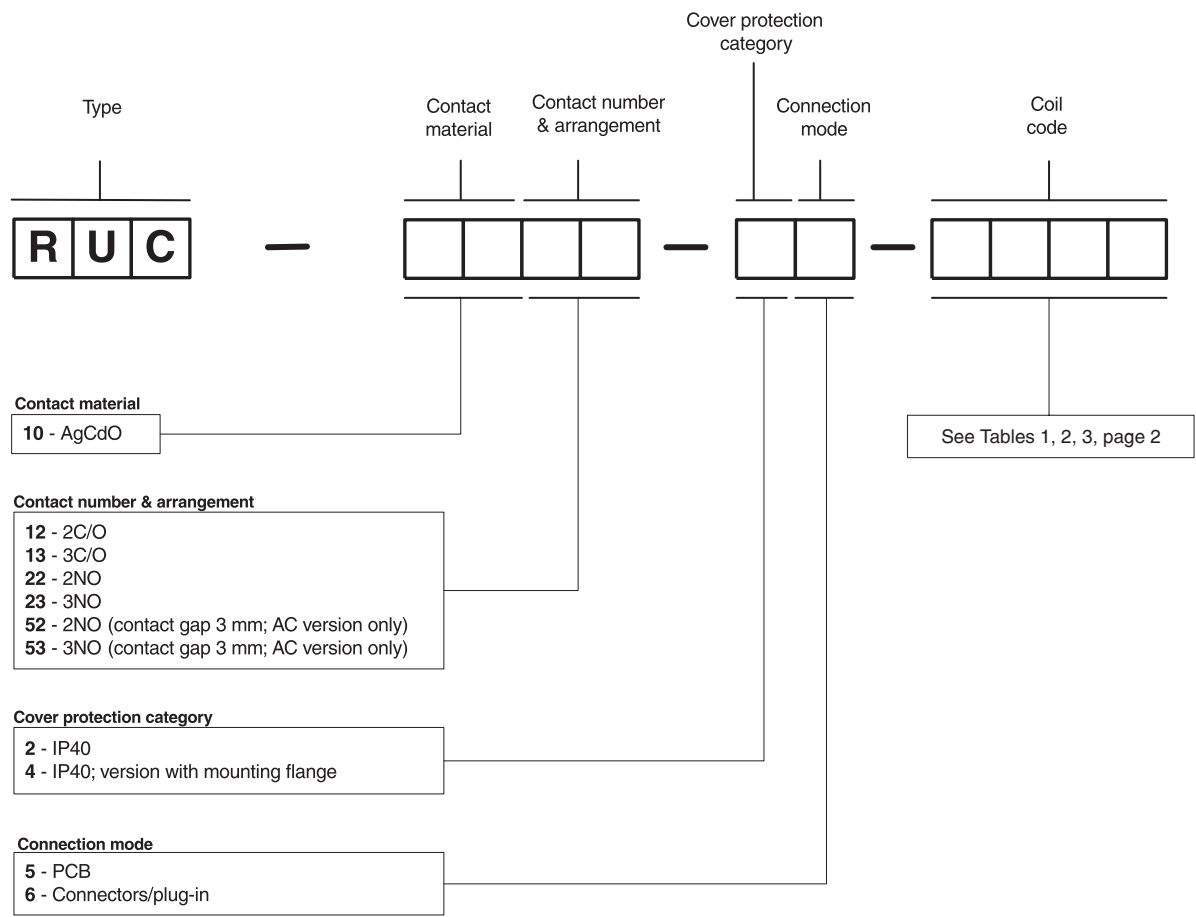 Cover protection
category
Type
Contact
material
Contact number
& arrangement
Connection
mode
Coil
code
R U C
Contact material
10 - AgCdO
See Tables 1, 2, 3, page 2
Contact number & arrangement
12 - 2C/O
13 - 3C/O
22 - 2NO
23 - 3NO
52 - 2NO (contact gap 3 mm; AC version only)
53 - 3NO (contact gap 3 mm; AC version only)
Cover protection category
2 - IP40
4 - IP40; version with mounting flange
Connection mode
5 - PCB
6 - Connectors/plug-in